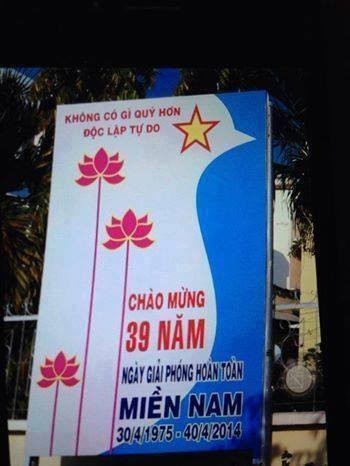 KHÔNG CÓ GÌ QUÝ HƠN
ĐỘC LẬP TỰ DO
CHÀO MỪNG
39 NĂM
NGÀY GIẢI PHÓNG HOÀN TOÀN
MIỀN NAM
30/4/1975 - 40/4/2014